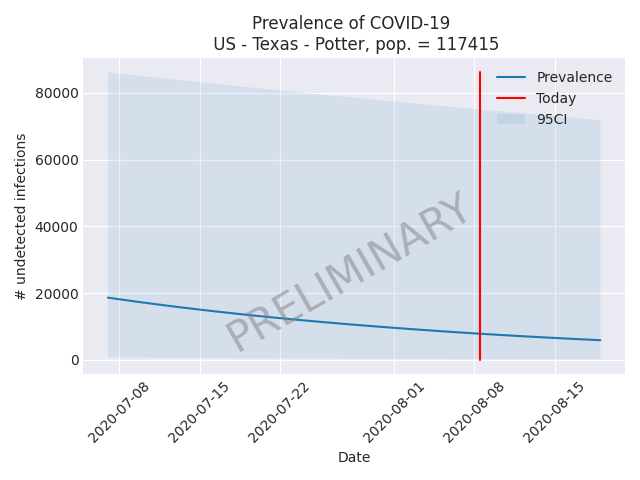 Prevalence of COVID-19
US - Texas - Potter, pop. = 117415
Prevalence
Today
95CI
80000
60000
40000
20000
0
# undetected infections
PRELIMINARY
2020-07-08
2020-07-15
2020-07-22
2020-08-01
2020-08-08
2020-08-15
Date